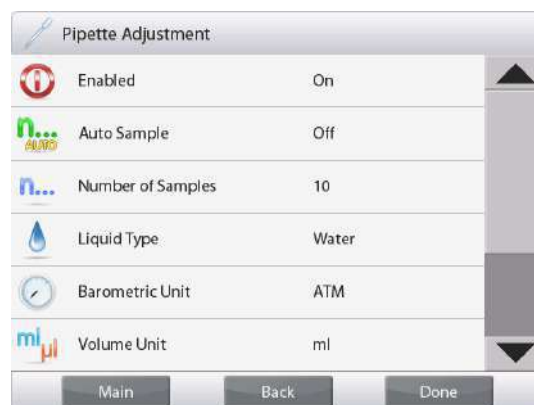 Pipette Adjustment
Enabled On
n... AUTO Auto Sample Off
n... Number of Samples 10
Liquid Type Water
Barometric Unit ATM
ml µl Volume Unit ml
Main Back Done